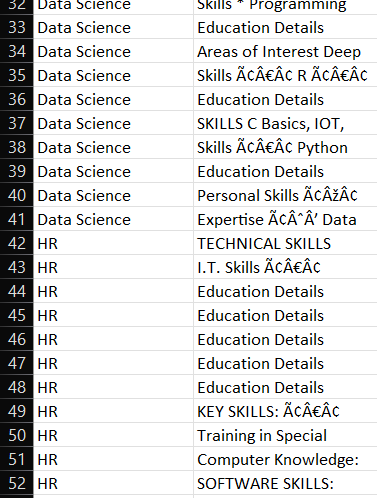 32 Data Science Skills * Programming
33 Data Science Education Details
34 Data Science Areas of Interest Deep
35 Data Science Skills Ã¢Â€Â¢ R Ã¢Â€Â¢
36 Data Science Education Details
37 Data Science SKILLS C Basics, IOT,
38 Data Science Skills Ã¢Â€Â¢ Python
39 Data Science Education Details
40 Data Science Personal Skills Ã¢ÂžÂ¢
41 Data Science Expertise Ã¢ÂˆÂ’ Data
42 HR TECHNICAL SKILLS
43 HR I.T. Skills Ã¢Â€Â¢
44 HR Education Details
45 HR Education Details
46 HR Education Details
47 HR Education Details
48 HR Education Details
49 HR KEY SKILLS: Ã¢Â€Â¢
50 HR Training in Special
51 HR Computer Knowledge:
52 HR SOFTWARE SKILLS: